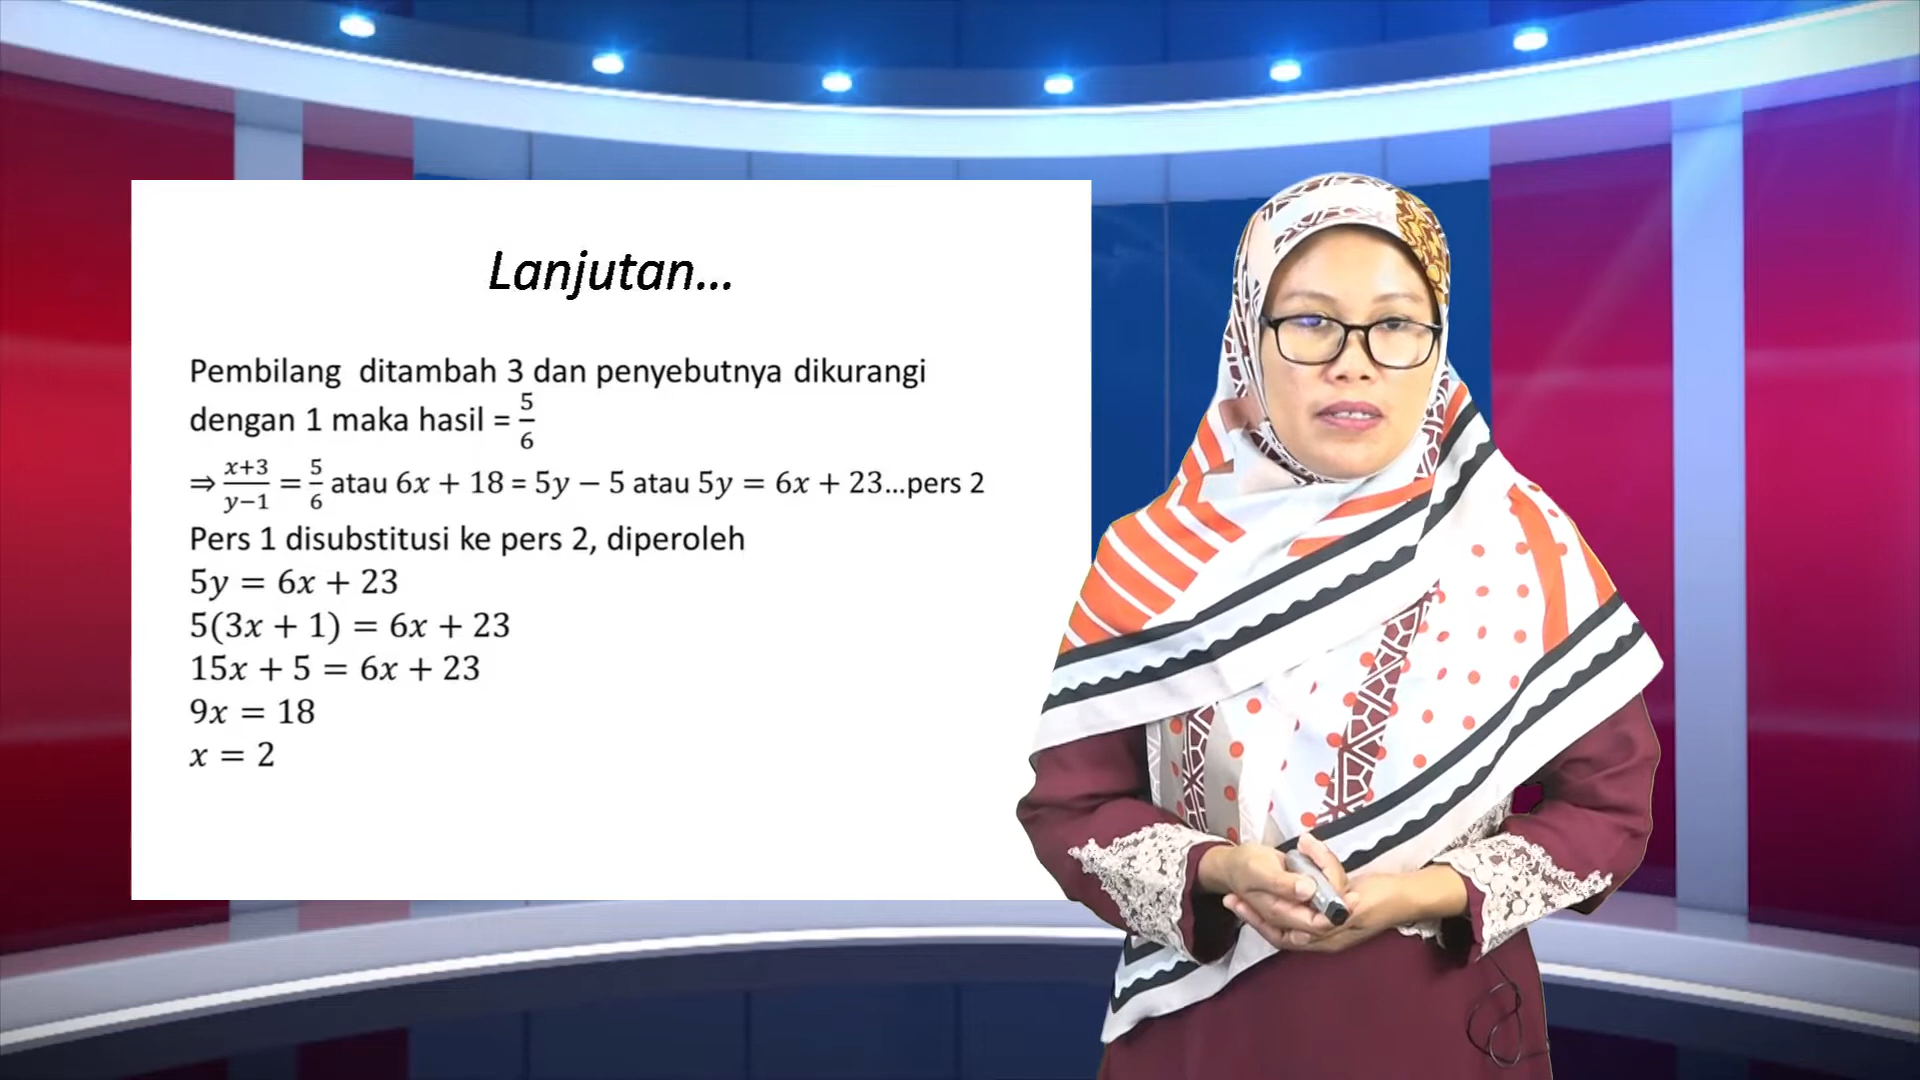 Lanjutan...
Pembilang ditambah 3 dan penyebutnya dikurangi
dengan 1 maka hasil = 5/6
⇒ (x+3)/(y−1) = 5/6 atau 6x + 18 = 5y − 5 atau 5y = 6x + 23...pers 2
Pers 1 disubstitusi ke pers 2, diperoleh
5y = 6x + 23
5(3x + 1) = 6x + 23
15x + 5 = 6x + 23
9x = 18
x = 2